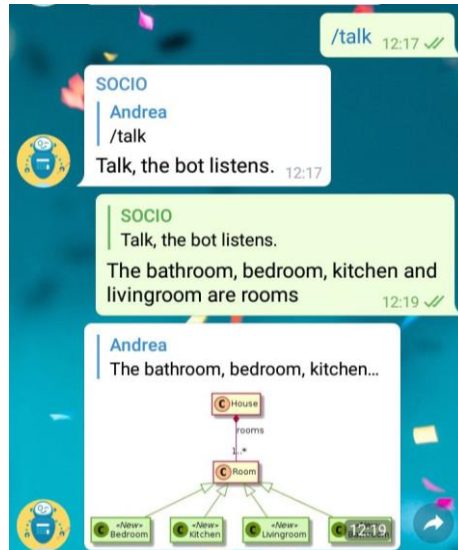 /talk 12:17
SOCIO
Andrea
/talk
Talk, the bot listens. 12:17
SOCIO
Talk, the bot listens.
The bathroom, bedroom, kitchen and
livingroom are rooms 12:19
Andrea
The bathroom, bedroom, kitchen...
C House
rooms
1..*
C Room
C «New» Bedroom
C «New» Kitchen
C «New» Livingroom
C 12:19